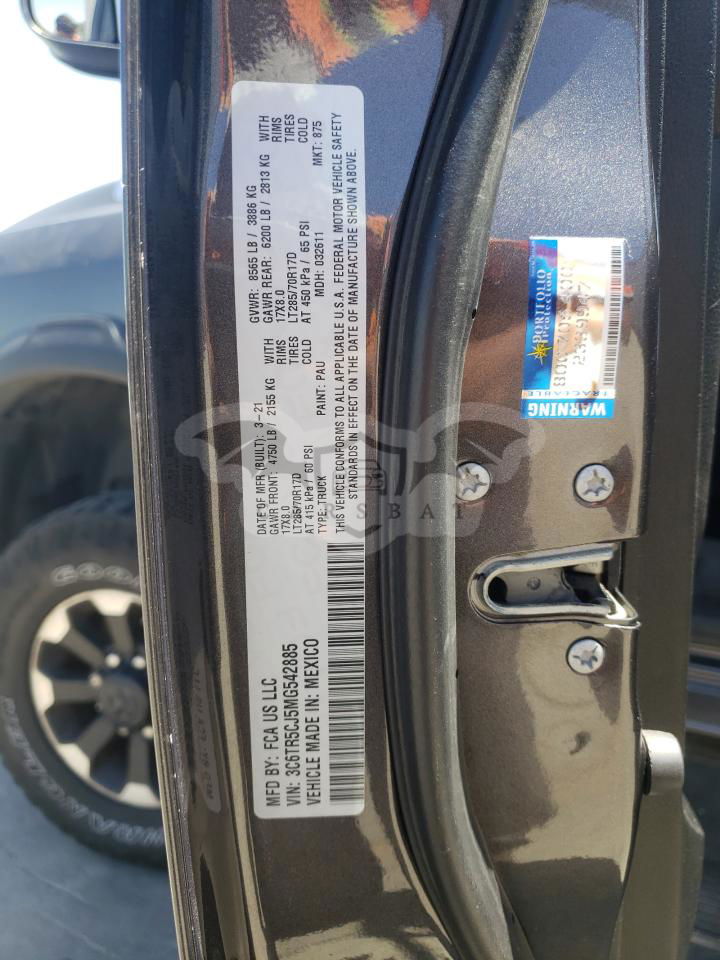 MFD BY: FCA US LLC
VIN: 3C6TR5CJ5MG542885
VEHICLE MADE IN: MEXICO
DATE OF MFR (BUILT): 3-21
GAWR FRONT: 4750 LB / 2155 KG
17X8.0 WITH RIMS
LT285/70R17D TIRES
AT 415 kPa / 60 PSI COLD
TYPE: TRUCK PAINT: PAU
GVWR: 8565 LB / 3886 KG
GAWR REAR: 6200 LB / 2813 KG
17X8.0 WITH RIMS
LT285/70R17D TIRES
AT 450 kPa / 65 PSI COLD
MDH: 032611 MKT: 875
THIS VEHICLE CONFORMS TO ALL APPLICABLE U.S.A. FEDERAL MOTOR VEHICLE SAFETY
STANDARDS IN EFFECT ON THE DATE OF MANUFACTURE SHOWN ABOVE.
WARNING
TRACEABLE
PORTFOLIO
Protection